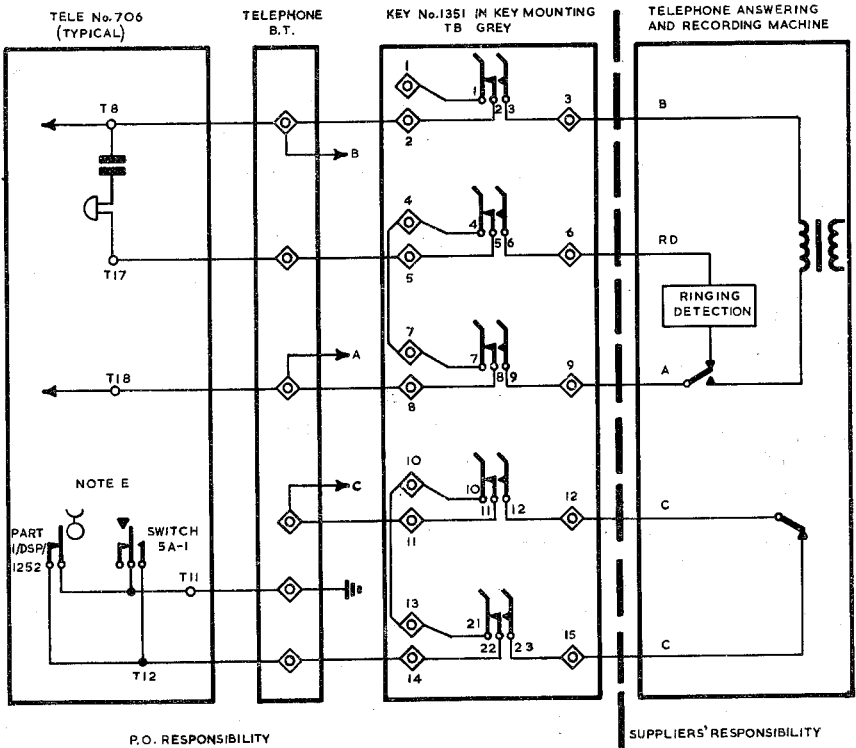 TELE No.706
(TYPICAL)
TELEPHONE
B.T.
KEY No.1351 IN KEY MOUNTING
TB GREY
TELEPHONE ANSWERING
AND RECORDING MACHINE
T8
1
1
2
3
3
B
2
B
4
4
5
6
6
RD
T17
5
RINGING
DETECTION
7
A
7
8
9
9
A
T18
8
10
C
10
11
12
12
C
11
NOTE E
PART
1/DSP/
1252
SWITCH
5A-1
T11
13
21
22
23
15
C
T12
14
P.O. RESPONSIBILITY
SUPPLIERS' RESPONSIBILITY